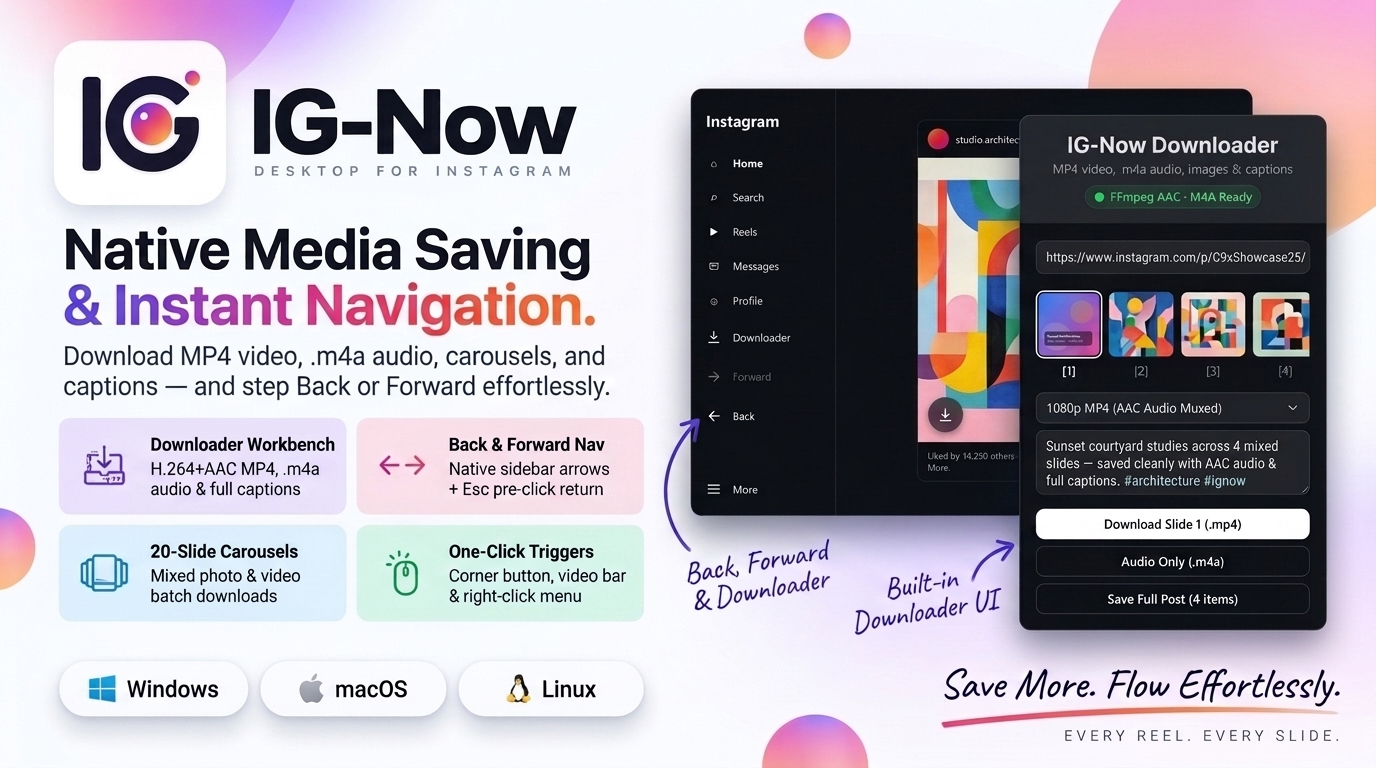 IG
IG-Now
DESKTOP FOR INSTAGRAM
Native Media Saving
& Instant Navigation.
Download MP4 video, .m4a audio, carousels, and
captions — and step Back or Forward effortlessly.
Downloader Workbench
H.264+AAC MP4, .m4a
audio & full captions
Back & Forward Nav
Native sidebar arrows
+ Esc pre-click return
20-Slide Carousels
Mixed photo & video
batch downloads
One-Click Triggers
Corner button, video bar
& right-click menu
Windows
macOS
Linux
Instagram
Home
Search
Reels
Messages
Profile
Downloader
Forward
Back
More
studio.architec
Liked by 14,250 others
More.
IG-Now Downloader
MP4 video, m4a audio, images & captions
FFmpeg AAC - M4A Ready
https://www.instagram.com/p/C9xShowcase25/
[1]
[2]
[3]
[4]
1080p MP4 (AAC Audio Muxed)
Sunset courtyard studies across 4 mixed
slides — saved cleanly with AAC audio &
full captions. #architecture #ignow
Download Slide 1 (.mp4)
Audio Only (.m4a)
Save Full Post (4 items)
Back, Forward
& Downloader
Built-in
Downloader UI
Save More. Flow Effortlessly.
EVERY REEL. EVERY SLIDE.